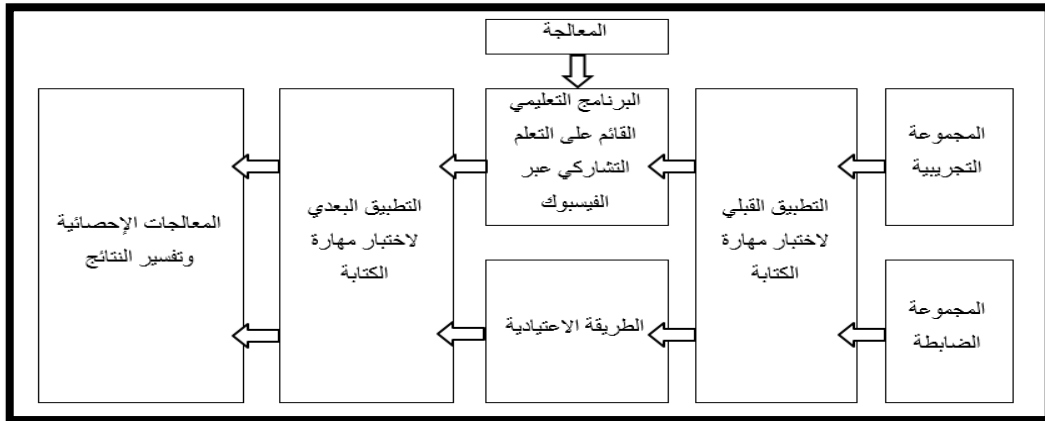 المعالجة
المجموعة
التجريبية
المجموعة
الضابطة
التطبيق القبلي
لاختبار مهارة
الكتابة
البرنامج التعليمي
القائم على التعلم
التشاركي عبر
الفيسبوك
الطريقة الاعتيادية
التطبيق البعدي
لاختبار مهارة
الكتابة
المعالجات الإحصائية
وتفسير النتائج